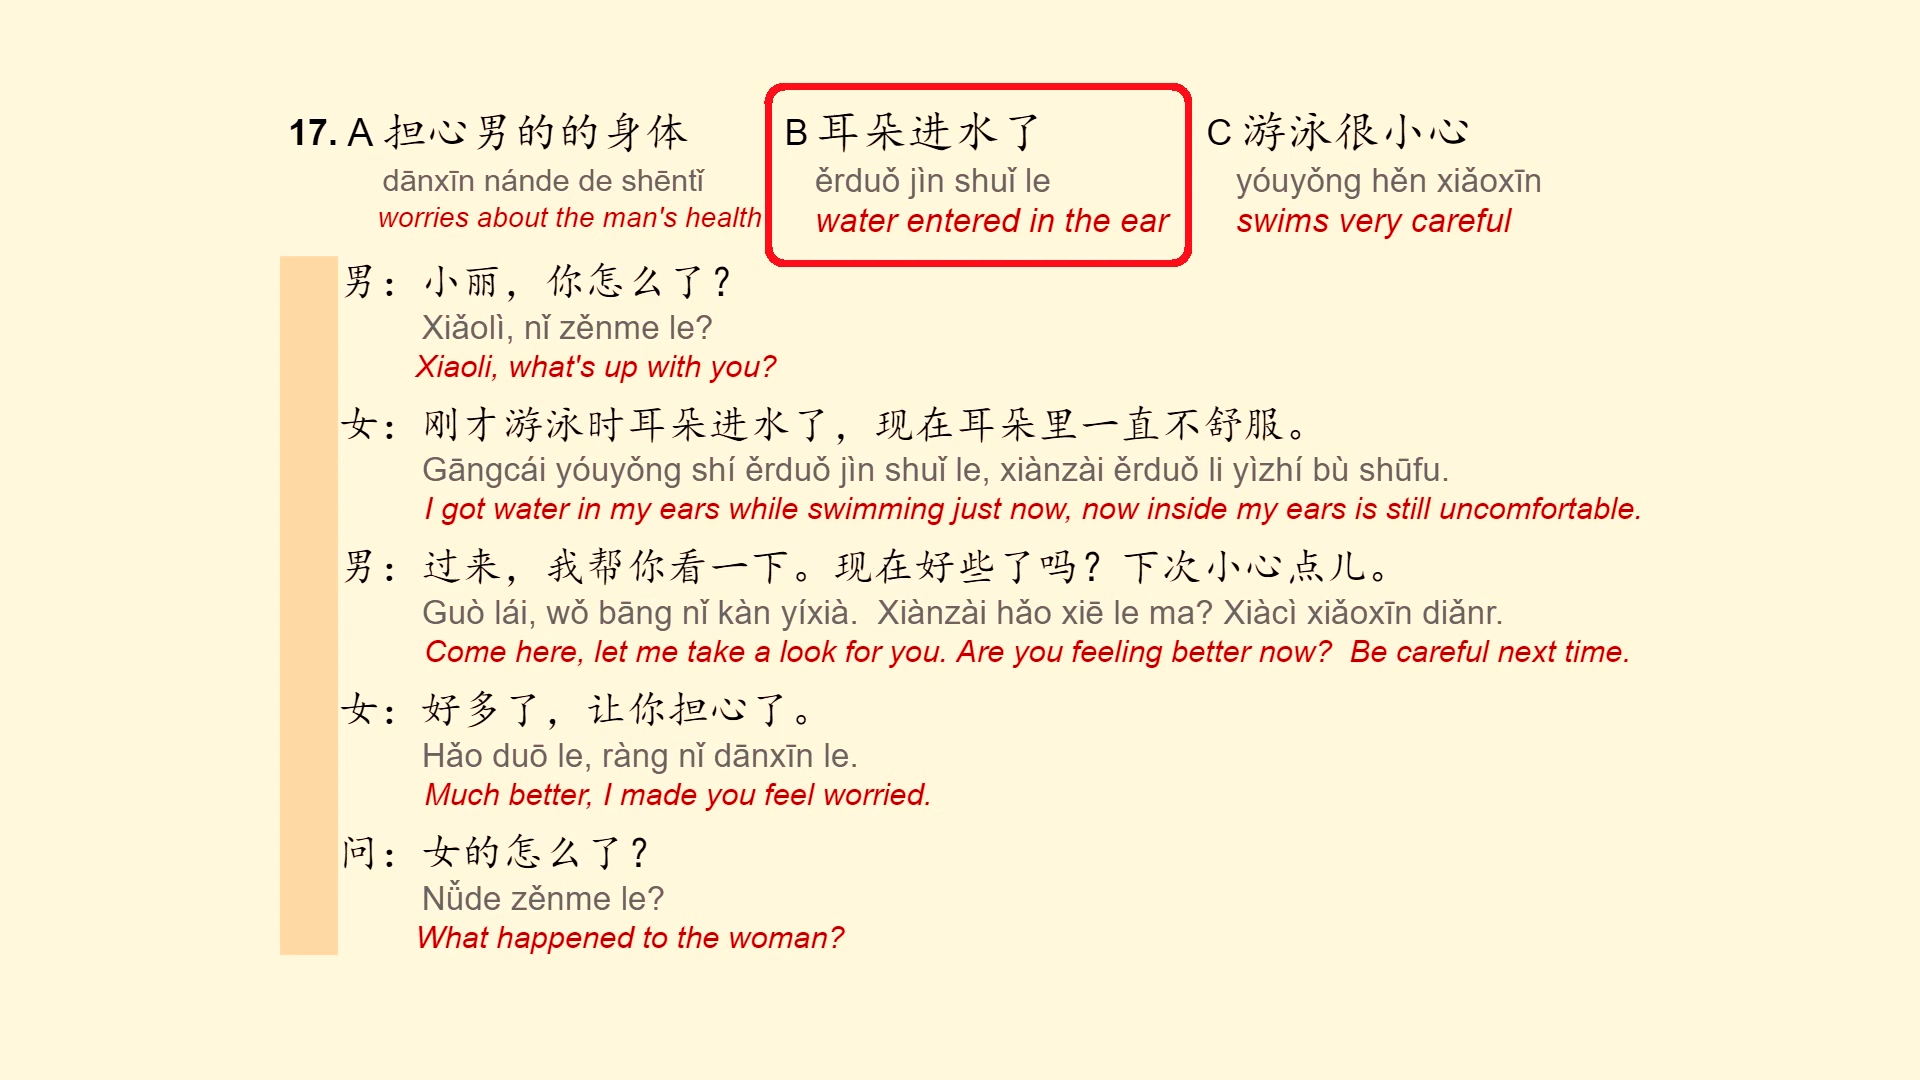 17. A 担心男的的身体 B 耳朵进水了 C 游泳很小心
dānxīn nánde de shēntǐ ěrduǒ jìn shuǐ le yóuyǒng hěn xiǎoxīn
worries about the man's health water entered in the ear swims very careful
男：小丽，你怎么了？
Xiǎolì, nǐ zěnme le?
Xiaoli, what's up with you?
女：刚才游泳时耳朵进水了，现在耳朵里一直不舒服。
Gāngcái yóuyǒng shí ěrduǒ jìn shuǐ le, xiànzài ěrduǒ li yìzhí bù shūfu.
I got water in my ears while swimming just now, now inside my ears is still uncomfortable.
男：过来，我帮你看一下。现在好些了吗？下次小心点儿。
Guò lái, wǒ bāng nǐ kàn yíxià. Xiànzài hǎo xiē le ma? Xiàcì xiǎoxīn diǎnr.
Come here, let me take a look for you. Are you feeling better now? Be careful next time.
女：好多了，让你担心了。
Hǎo duō le, ràng nǐ dānxīn le.
Much better, I made you feel worried.
问：女的怎么了？
Nǚde zěnme le?
What happened to the woman?